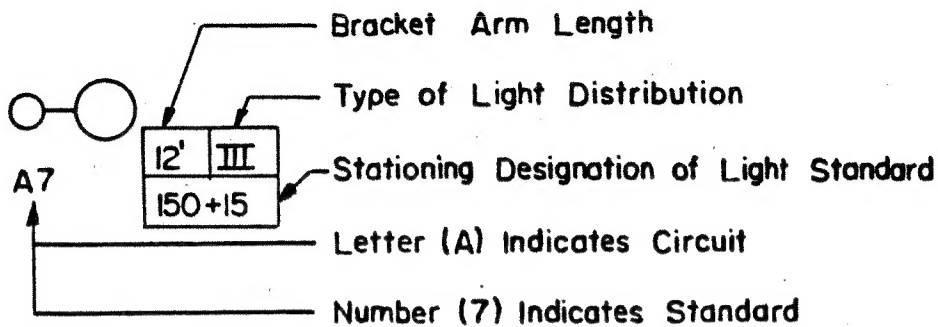 Bracket Arm Length
Type of Light Distribution
12' III
A7
Stationing Designation of Light Standard
150+15
Letter (A) Indicates Circuit
Number (7) Indicates Standard